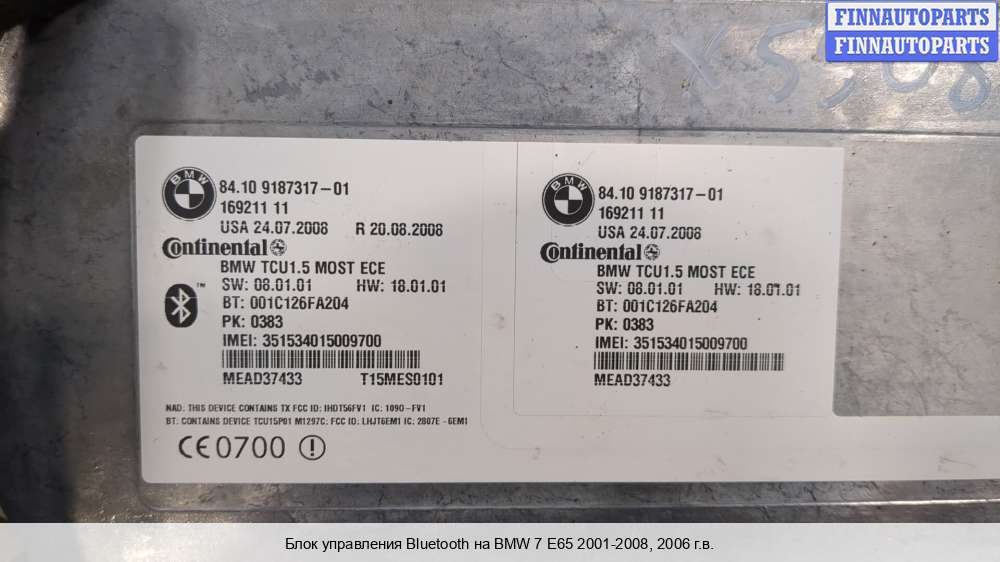 FINNAUTOPARTS
FINNAUTOPARTS
X5,08
BMW
84.10 9187317-01
169211 11
USA 24.07.2008 R 20.08.2008
Continental
BMW TCU1.5 MOST ECE
SW: 08.01.01 HW: 18.01.01
BT: 001C126FA204
PK: 0383
IMEI: 351534015009700
MEAD37433 T15MES0101
NAD: THIS DEVICE CONTAINS TX FCC ID: IHDT56FV1 IC: 109O-FV1
BT: CONTAINS DEVICE TCU15P01 M1297C: FCC ID: LHJT6EM1 IC: 2807E-6EM1
CE0700
BMW
84.10 9187317-01
169211 11
USA 24.07.2008
Continental
BMW TCU1.5 MOST ECE
SW: 08.01.01 HW: 18.01.01
BT: 001C126FA204
PK: 0383
IMEI: 351534015009700
MEAD37433
Блок управления Bluetooth на BMW 7 E65 2001-2008, 2006 г.в.